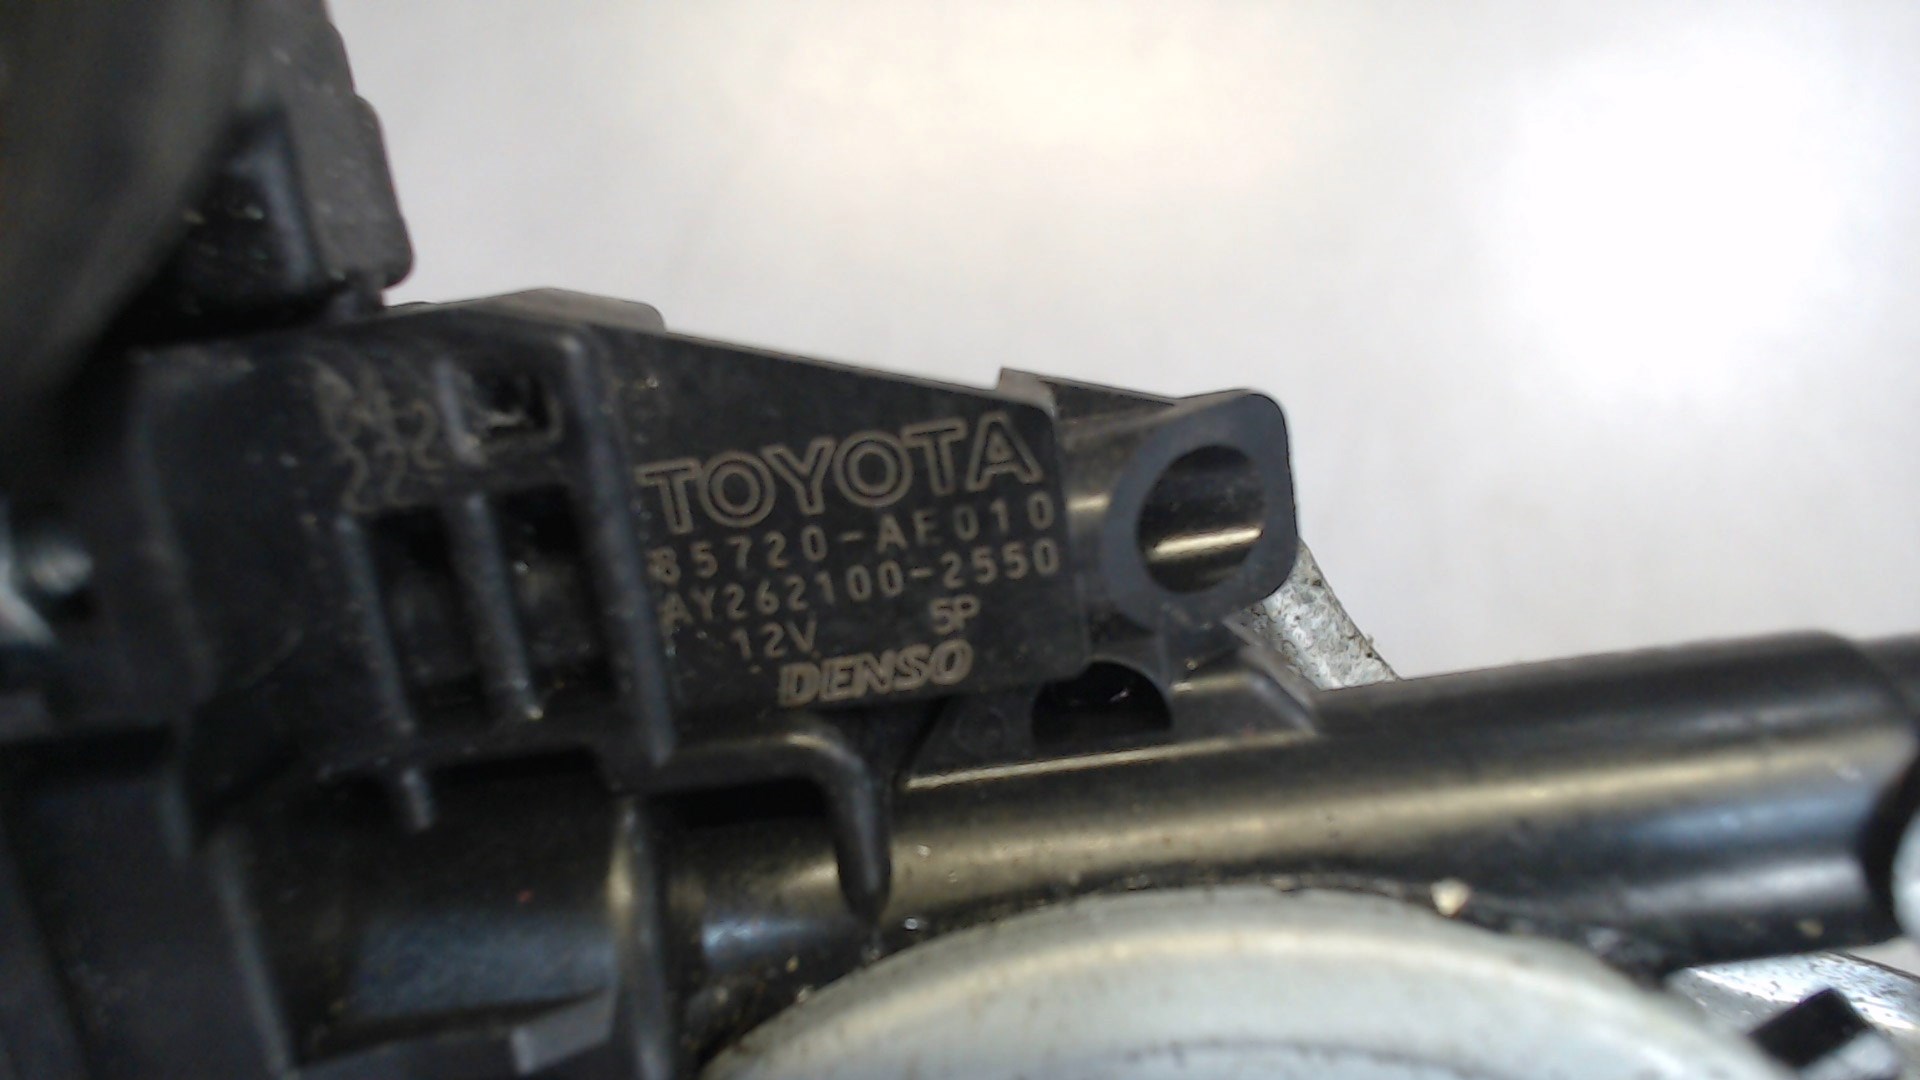 TOYOTA
85720-AE010
AY262100-2550
12V 5P
DENSO